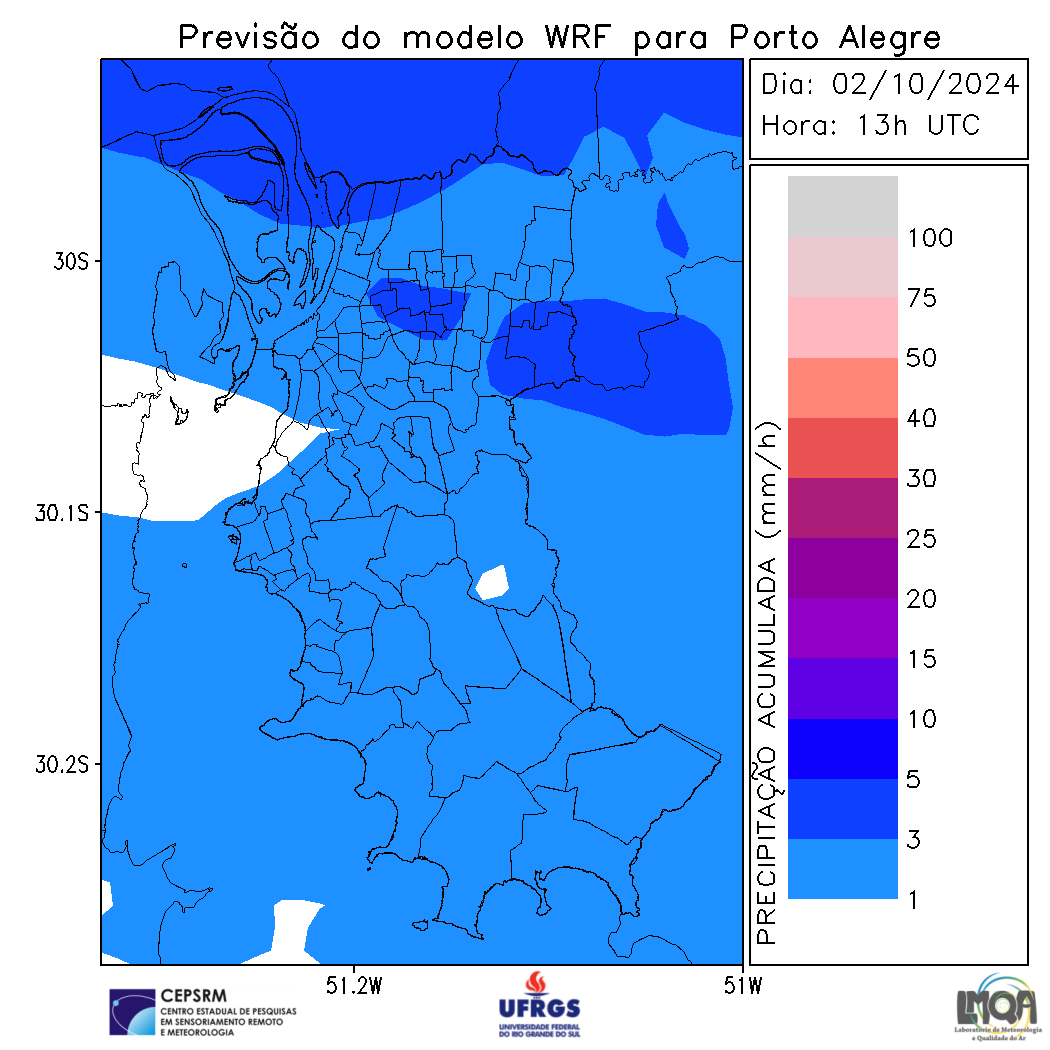 Previsão do modelo WRF para Porto Alegre
Dia: 02/10/2024
Hora: 13h UTC
30S
30.1S
30.2S
51.2W
51W
PRECIPITAÇÃO ACUMULADA (mm/h)
100
75
50
40
30
25
20
15
10
5
3
1
CEPSRM
CENTRO ESTADUAL DE PESQUISAS
EM SENSORIAMENTO REMOTO
E METEOROLOGIA
UFRGS
UNIVERSIDADE FEDERAL
DO RIO GRANDE DO SUL
LMQA
Laboratório de Meteorologia
e Qualidade do Ar